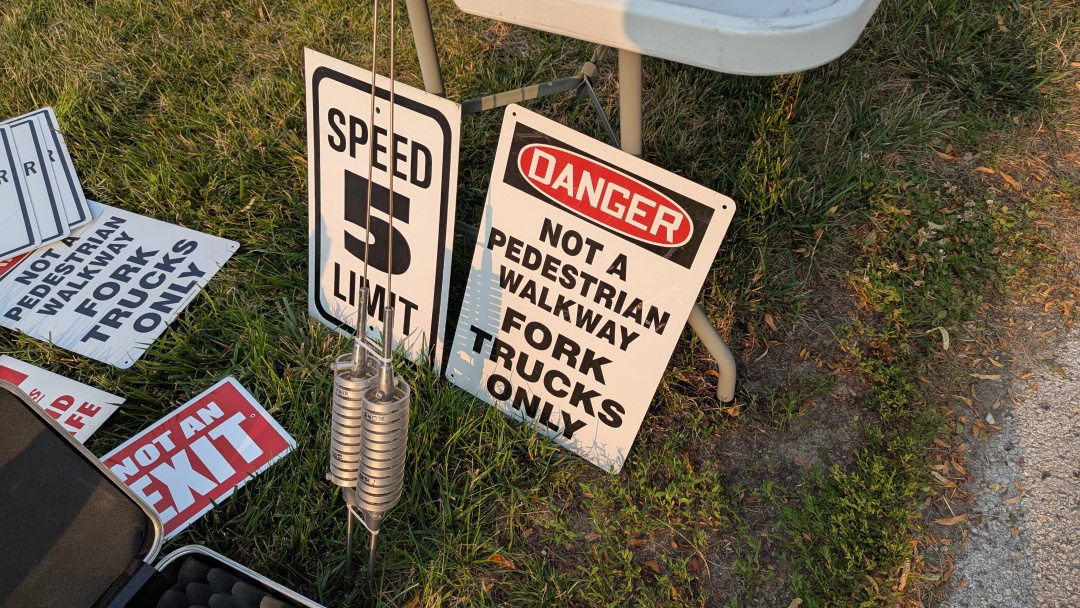 SPEED
5
LIMIT
DANGER
NOT A
PEDESTRIAN
WALKWAY
FORK
TRUCKS
ONLY
R
R
R
NOT A
PEDESTRIAN
WALKWAY
FORK
TRUCKS
ONLY
NOT AN
EXIT